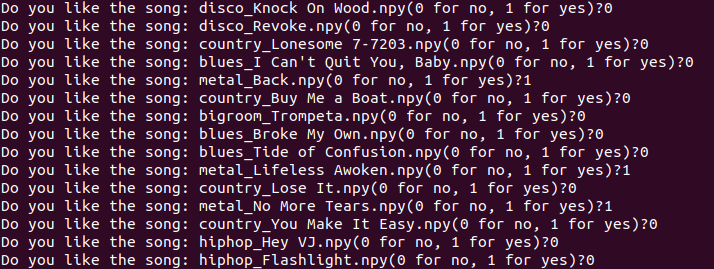 Do you like the song: disco_Knock On Wood.npy(0 for no, 1 for yes)?0
Do you like the song: disco_Revoke.npy(0 for no, 1 for yes)?0
Do you like the song: country_Lonesome 7-7203.npy(0 for no, 1 for yes)?0
Do you like the song: blues_I Can't Quit You, Baby.npy(0 for no, 1 for yes)?0
Do you like the song: metal_Back.npy(0 for no, 1 for yes)?1
Do you like the song: country_Buy Me a Boat.npy(0 for no, 1 for yes)?0
Do you like the song: bigroom_Trompeta.npy(0 for no, 1 for yes)?0
Do you like the song: blues_Broke My Own.npy(0 for no, 1 for yes)?0
Do you like the song: blues_Tide of Confusion.npy(0 for no, 1 for yes)?0
Do you like the song: metal_Lifeless Awoken.npy(0 for no, 1 for yes)?1
Do you like the song: country_Lose It.npy(0 for no, 1 for yes)?0
Do you like the song: metal_No More Tears.npy(0 for no, 1 for yes)?1
Do you like the song: country_You Make It Easy.npy(0 for no, 1 for yes)?0
Do you like the song: hiphop_Hey VJ.npy(0 for no, 1 for yes)?0
Do you like the song: hiphop_Flashlight.npy(0 for no, 1 for yes)?0